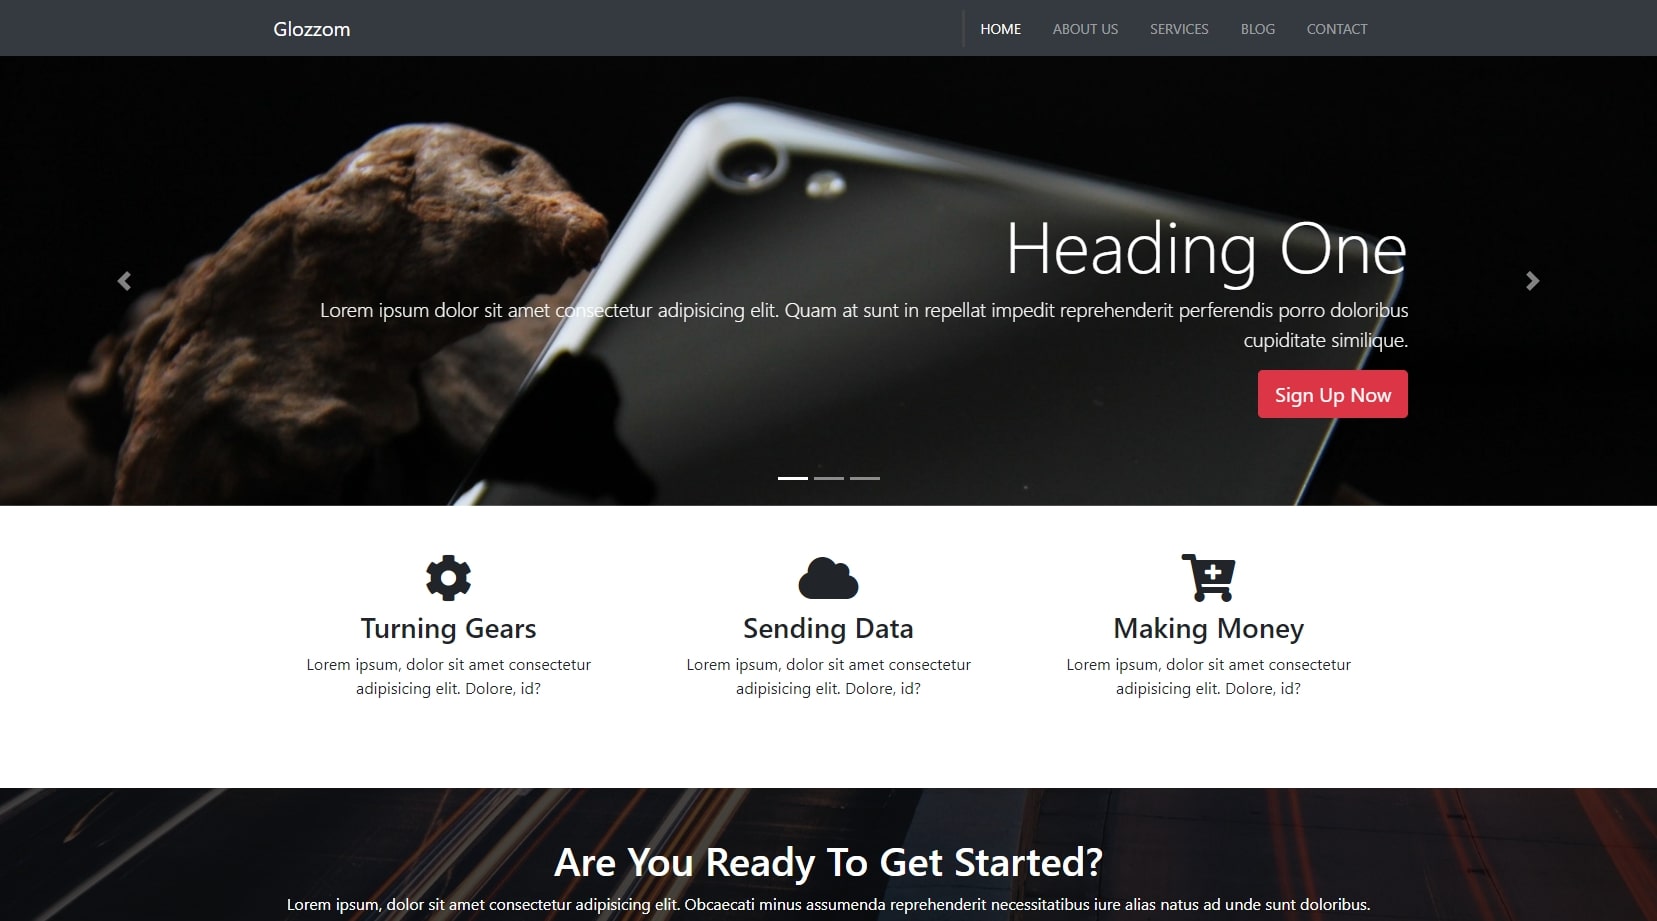 Glozzom
HOME ABOUT US SERVICES BLOG CONTACT
Heading One
Lorem ipsum dolor sit amet consectetur adipisicing elit. Quam at sunt in repellat impedit reprehenderit perferendis porro doloribus
cupiditate similique.
Sign Up Now
Turning Gears
Lorem ipsum, dolor sit amet consectetur
adipisicing elit. Dolore, id?
Sending Data
Lorem ipsum, dolor sit amet consectetur
adipisicing elit. Dolore, id?
Making Money
Lorem ipsum, dolor sit amet consectetur
adipisicing elit. Dolore, id?
Are You Ready To Get Started?
Lorem ipsum, dolor sit amet consectetur adipisicing elit. Obcaecati minus assumenda reprehenderit necessitatibus iure alias natus ad unde sunt doloribus.